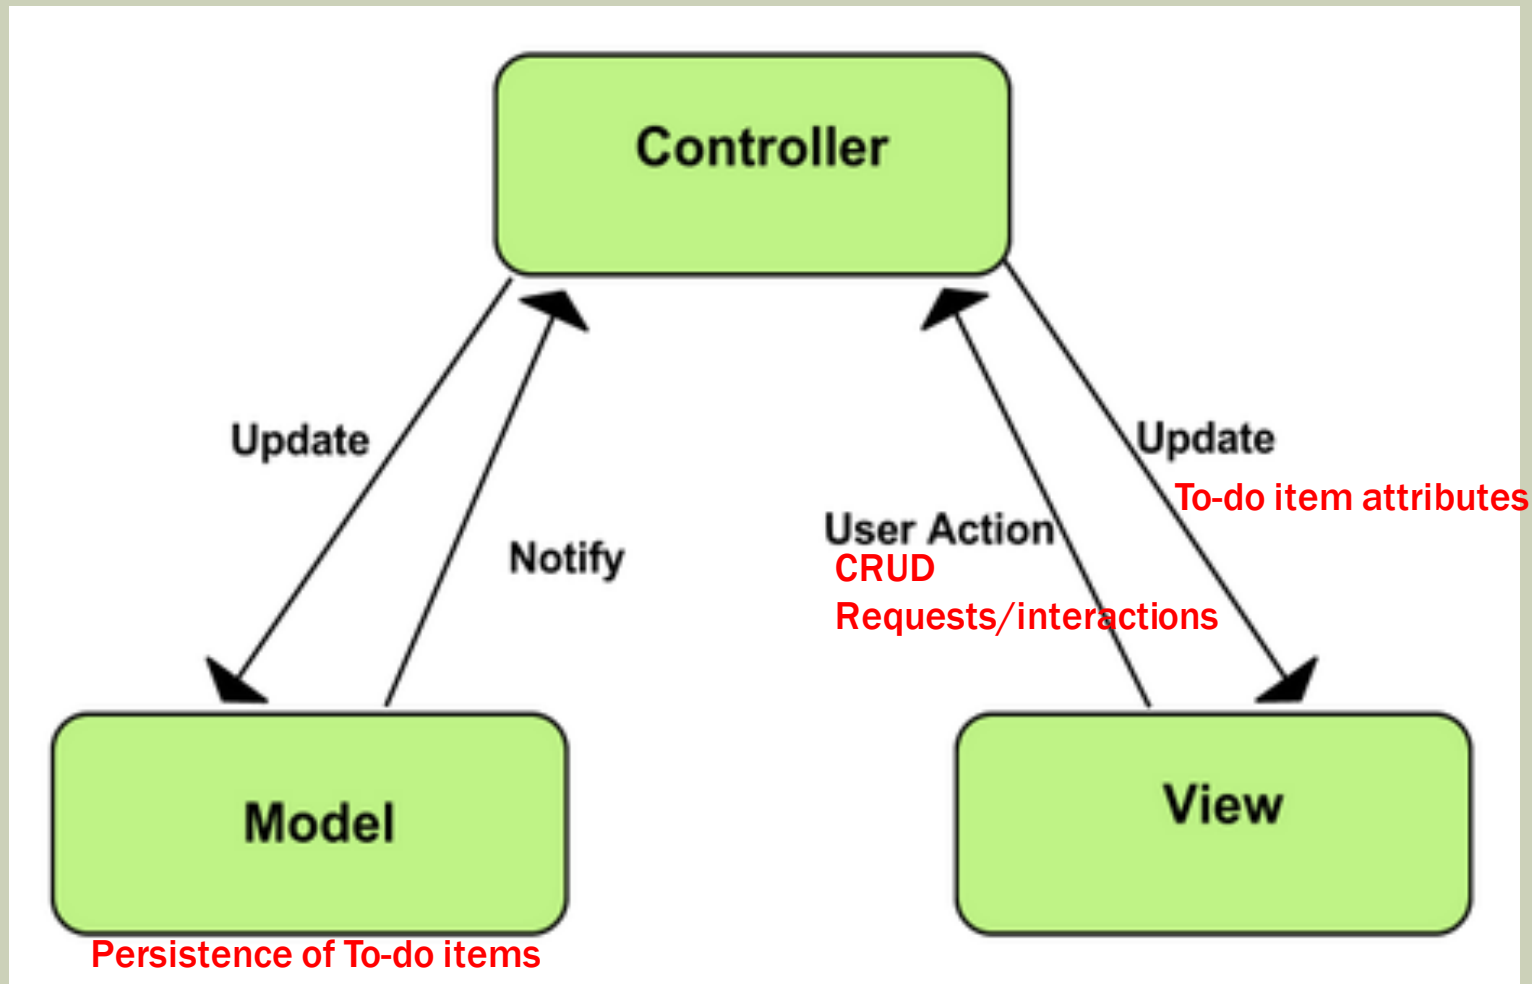 Controller
Update
Update
To-do item attributes
User Action
CRUD
Notify
Requests/interactions
Model
View
Persistence of To-do items